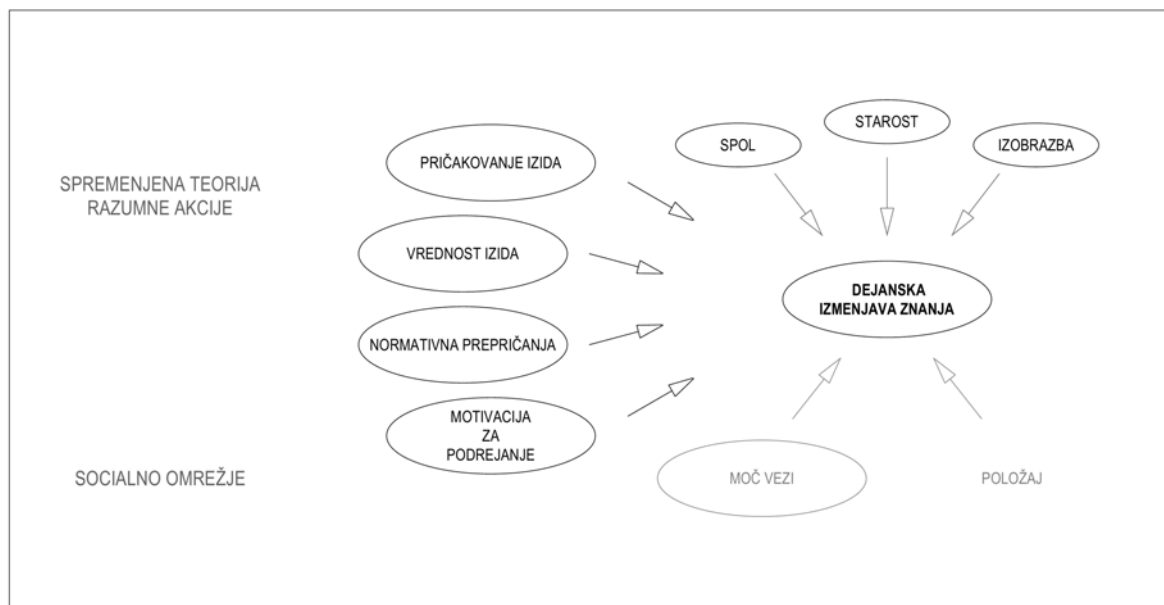 STAROST
SPOL
IZOBRAZBA
PRIČAKOVANJE IZIDA
SPREMENJENA TEORIJA
RAZUMNE AKCIJE
VREDNOST IZIDA
DEJANSKA
IZMENJAVA ZNANJA
NORMATIVNA PREPRIČANJA
MOTIVACIJA
ZA
PODREJANJE
SOCIALNO OMREŽJE
MOČ VEZI
POLOŽAJ